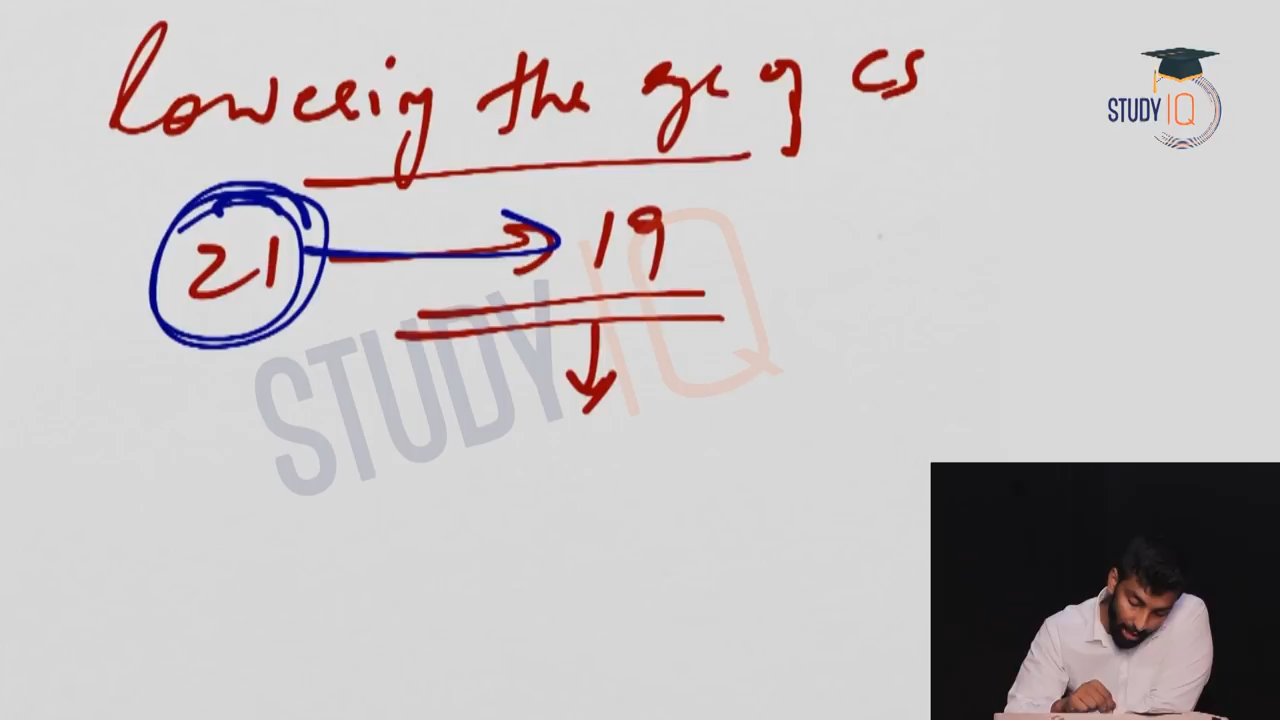 lowering the age of CS
STUDY IQ
21 → 19
STUDY IQ